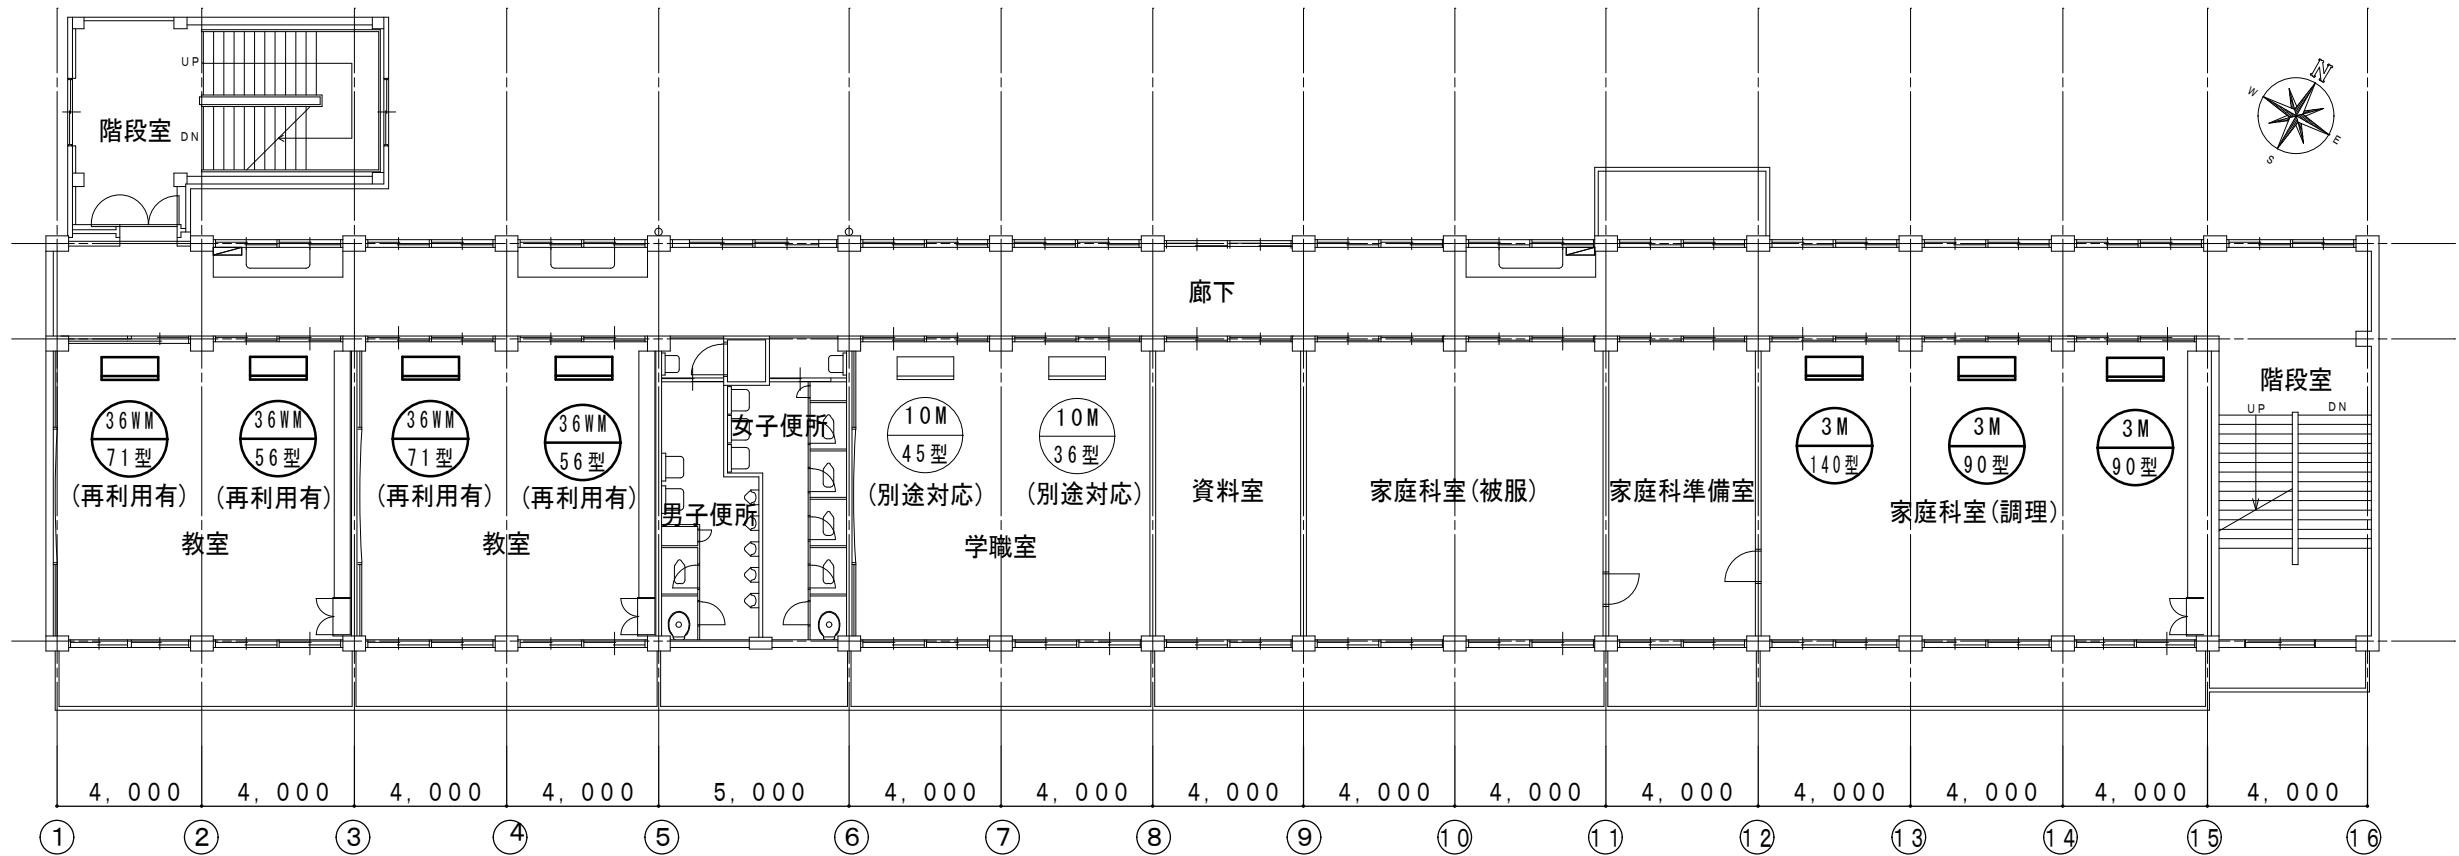 UP
階段室
DN
N
W
E
S
廊下
36WM
71型
(再利用有)
36WM
56型
(再利用有)
教室
36WM
71型
(再利用有)
36WM
56型
(再利用有)
教室
女子便所
男子便所
10M
45型
(別途対応)
10M
36型
(別途対応)
学職室
資料室
家庭科室(被服)
家庭科準備室
3M
140型
3M
90型
3M
90型
家庭科室(調理)
階段室
UP
DN
4,000 4,000 4,000 4,000 5,000 4,000 4,000 4,000 4,000 4,000 4,000 4,000 4,000 4,000 4,000
1 2 3 4 5 6 7 8 9 10 11 12 13 14 15 16